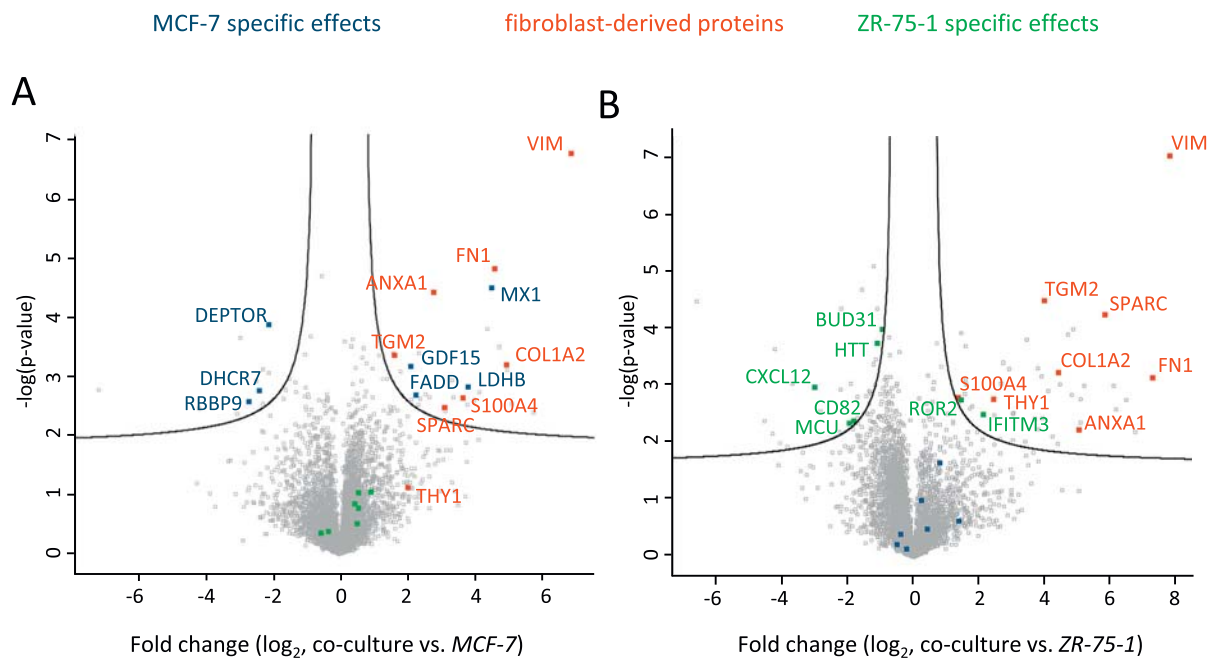 MCF-7 specific effects fibroblast-derived proteins ZR-75-1 specific effects
A
7
6
5
4
3
2
1
0
-log(p-value)
VIM
FN1
ANXA1
MX1
DEPTOR
TGM2
GDF15
COL1A2
DHCR7
FADD
LDHB
RBBP9
S100A4
SPARC
THY1
-6 -4 -2 0 2 4 6
Fold change (log2, co-culture vs. MCF-7)
B
7
6
5
4
3
2
1
0
-log(p-value)
VIM
TGM2
SPARC
BUD31
HTT
COL1A2
FN1
CXCL12
S100A4
CD82
ROR2
THY1
MCU
IFITM3
ANXA1
-6 -4 -2 0 2 4 6 8
Fold change (log2, co-culture vs. ZR-75-1)